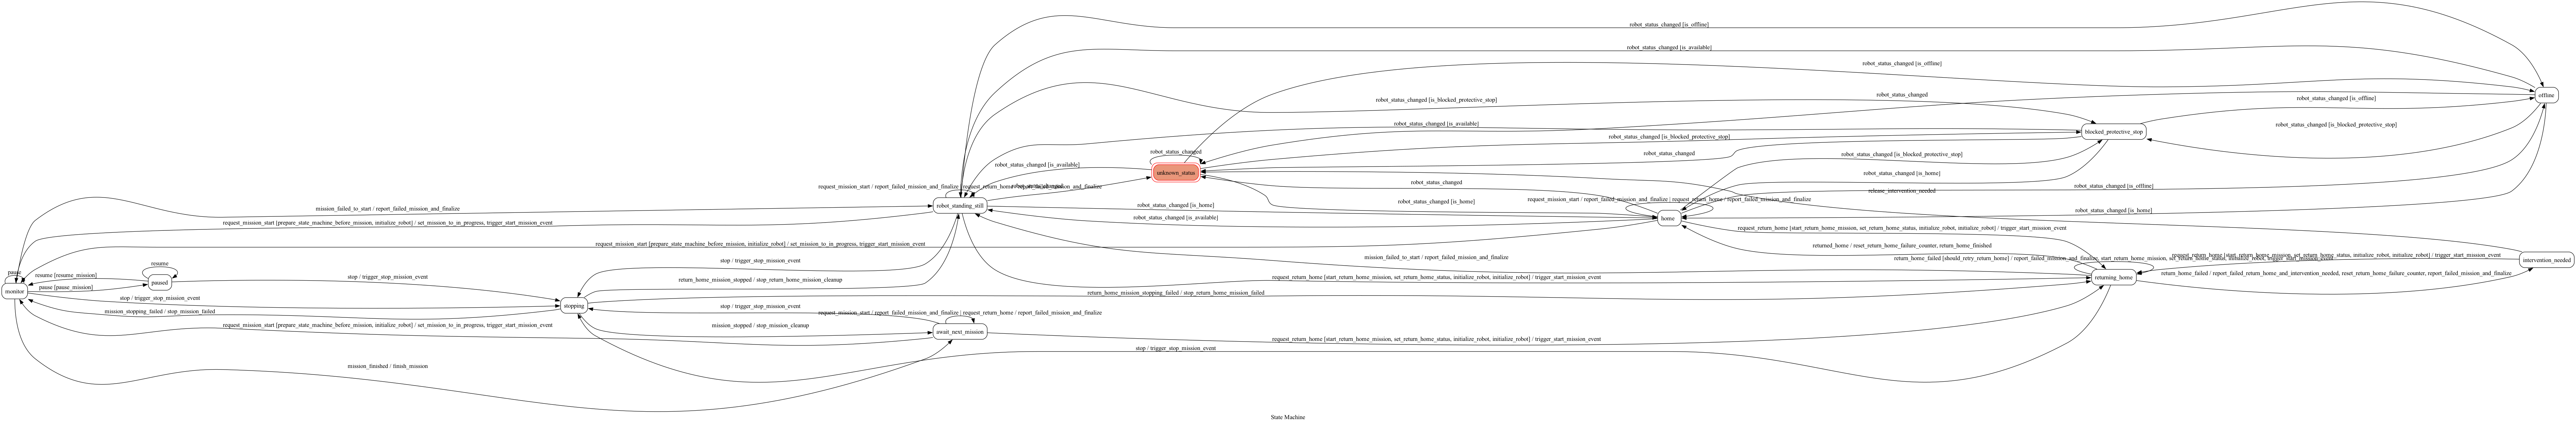 robot_status_changed [is_offline]
robot_status_changed [is_available]
robot_status_changed [is_offline]
robot_status_changed
offline
robot_status_changed [is_offline]
robot_status_changed [is_blocked_protective_stop]
robot_status_changed [is_available]
robot_status_changed [is_blocked_protective_stop]
blocked_protective_stop
robot_status_changed [is_blocked_protective_stop]
robot_status_changed
robot_status_changed
robot_status_changed [is_blocked_protective_stop]
robot_status_changed [is_available]
unknown_status
robot_status_changed [is_home]
robot_status_changed
request_mission_start / report_failed_mission_and_finalize | request_return_home / report_failed_mission_and_finalize
robot_status_changed
robot_status_changed [is_offline]
release_intervention_needed
request_mission_start / report_failed_mission_and_finalize | request_return_home / report_failed_mission_and_finalize
robot_status_changed [is_home]
mission_failed_to_start / report_failed_mission_and_finalize
robot_standing_still
robot_status_changed [is_home]
robot_status_changed [is_home]
robot_status_changed [is_available]
home
request_mission_start [prepare_state_machine_before_mission, initialize_robot] / set_mission_to_in_progress, trigger_start_mission_event
request_return_home [start_return_home_mission, set_return_home_status, initialize_robot, initialize_robot] / trigger_start_mission_event
request_mission_start [prepare_state_machine_before_mission, initialize_robot] / set_mission_to_in_progress, trigger_start_mission_event
returned_home / reset_return_home_failure_counter, return_home_finished
request_return_home [start_return_home_mission, set_return_home_status, initialize_robot, initialize_robot] / trigger_start_mission_event
stop / trigger_stop_mission_event
mission_failed_to_start / report_failed_mission_and_finalize
return_home_failed [should_retry_return_home] / report_failed_mission_and_finalize, start_return_home_mission, set_return_home_status, initialize_robot, trigger_start_mission_event
intervention_needed
pause
resume
resume [resume_mission]
stop / trigger_stop_mission_event
return_home_mission_stopped / stop_return_home_mission_cleanup
request_return_home [start_return_home_mission, set_return_home_status, initialize_robot, initialize_robot] / trigger_start_mission_event
returning_home
return_home_failed / report_failed_return_home_and_intervention_needed, reset_return_home_failure_counter, report_failed_mission_and_finalize
monitor
pause [pause_mission]
paused
return_home_mission_stopping_failed / stop_return_home_mission_failed
stop / trigger_stop_mission_event
stopping
stop / trigger_stop_mission_event
mission_stopping_failed / stop_mission_failed
request_mission_start / report_failed_mission_and_finalize | request_return_home / report_failed_mission_and_finalize
request_mission_start [prepare_state_machine_before_mission, initialize_robot] / set_mission_to_in_progress, trigger_start_mission_event
mission_stopped / stop_mission_cleanup
await_next_mission
request_return_home [start_return_home_mission, set_return_home_status, initialize_robot, initialize_robot] / trigger_start_mission_event
stop / trigger_stop_mission_event
mission_finished / finish_mission
State Machine